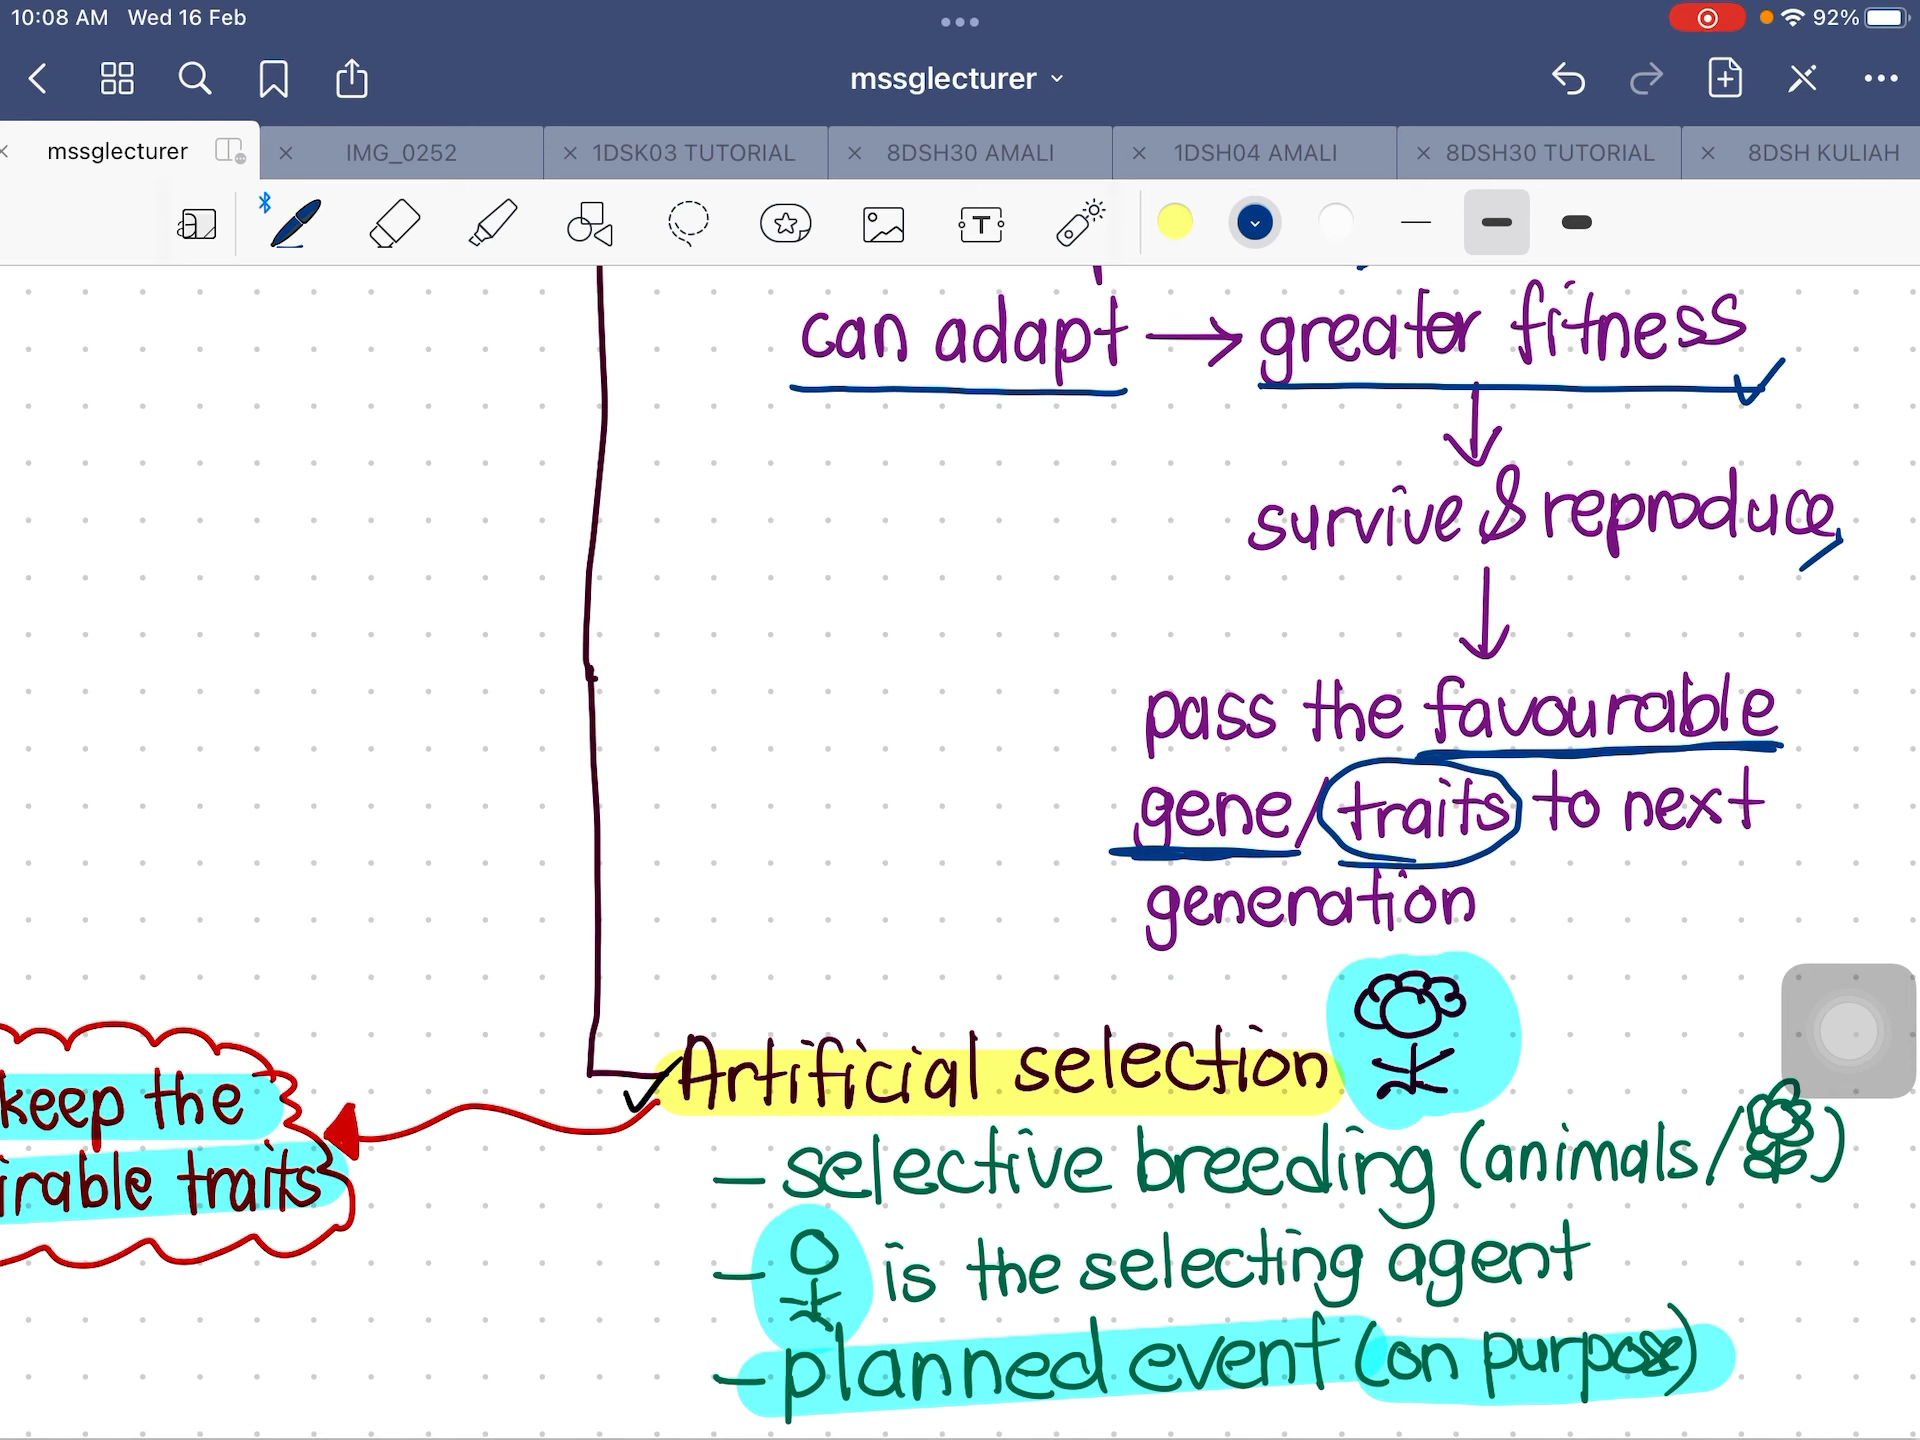 10:08 AM Wed 16 Feb
92%
mssglecturer
mssglecturer
IMG_0252
1DSK03 TUTORIAL
8DSH30 AMALI
1DSH04 AMALI
8DSH30 TUTORIAL
8DSH KULIAH
can adapt → greater fitness
survive & reproduce
pass the favourable
gene/traits to next
generation
Artificial selection
keep the
irable traits
- selective breeding (animals/ )
- is the selecting agent
- planned event (on purpose)